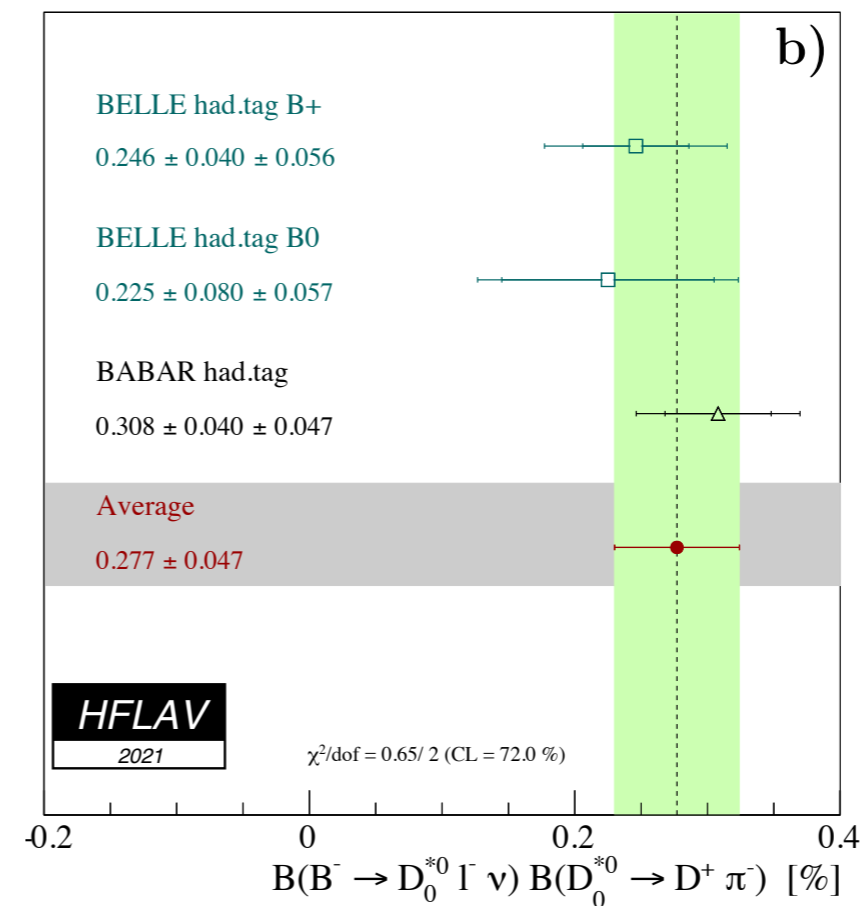 b)
BELLE had.tag B+
0.246 ± 0.040 ± 0.056
BELLE had.tag B0
0.225 ± 0.080 ± 0.057
BABAR had.tag
0.308 ± 0.040 ± 0.047
Average
0.277 ± 0.047
HFLAV
2021
χ²/dof = 0.65/ 2 (CL = 72.0 %)
-0.2 0 0.2 0.4
B(B⁻ → D₀*⁰ l⁻ ν) B(D₀*⁰ → D⁺ π⁻) [%]